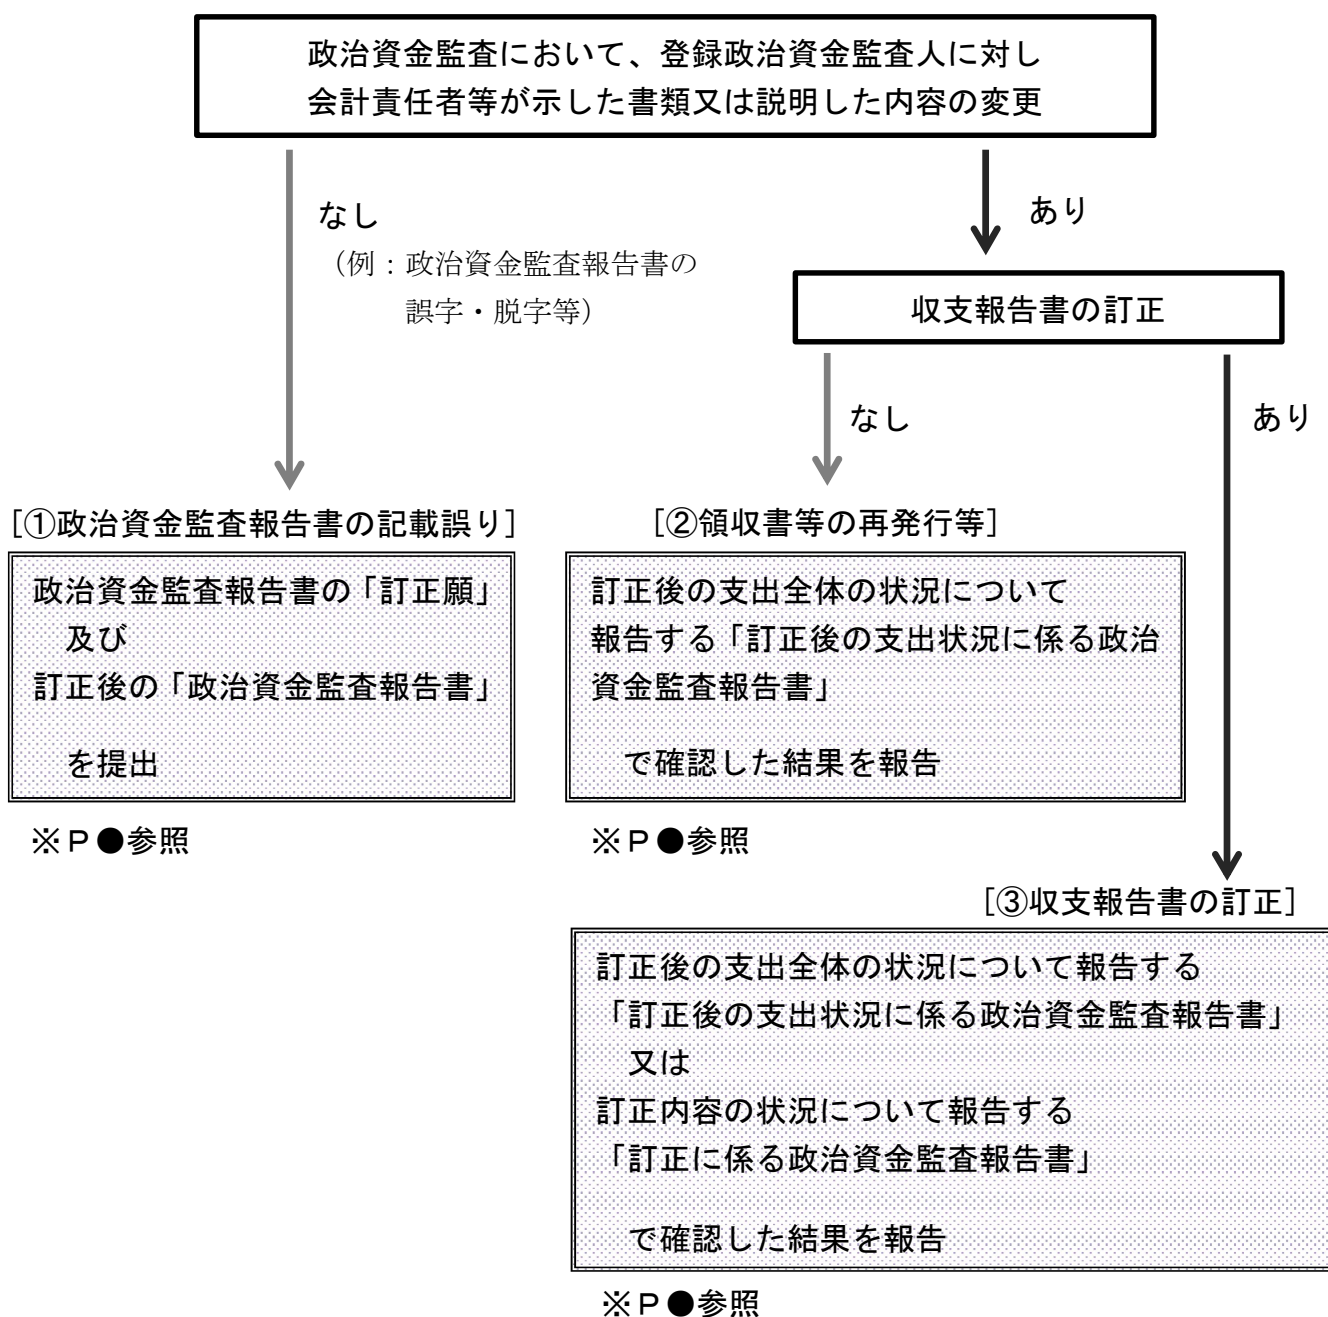 政治資金監査において、登録政治資金監査人に対し
会計責任者等が示した書類又は説明した内容の変更
なし
（例：政治資金監査報告書の
誤字・脱字等）
あり
収支報告書の訂正
なし
あり
［①政治資金監査報告書の記載誤り］
政治資金監査報告書の「訂正願」
及び
訂正後の「政治資金監査報告書」
を提出
※Ｐ●参照
［②領収書等の再発行等］
訂正後の支出全体の状況について
報告する「訂正後の支出状況に係る政治
資金監査報告書」
で確認した結果を報告
※Ｐ●参照
［③収支報告書の訂正］
訂正後の支出全体の状況について報告する
「訂正後の支出状況に係る政治資金監査報告書」
又は
訂正内容の状況について報告する
「訂正に係る政治資金監査報告書」
で確認した結果を報告
※Ｐ●参照